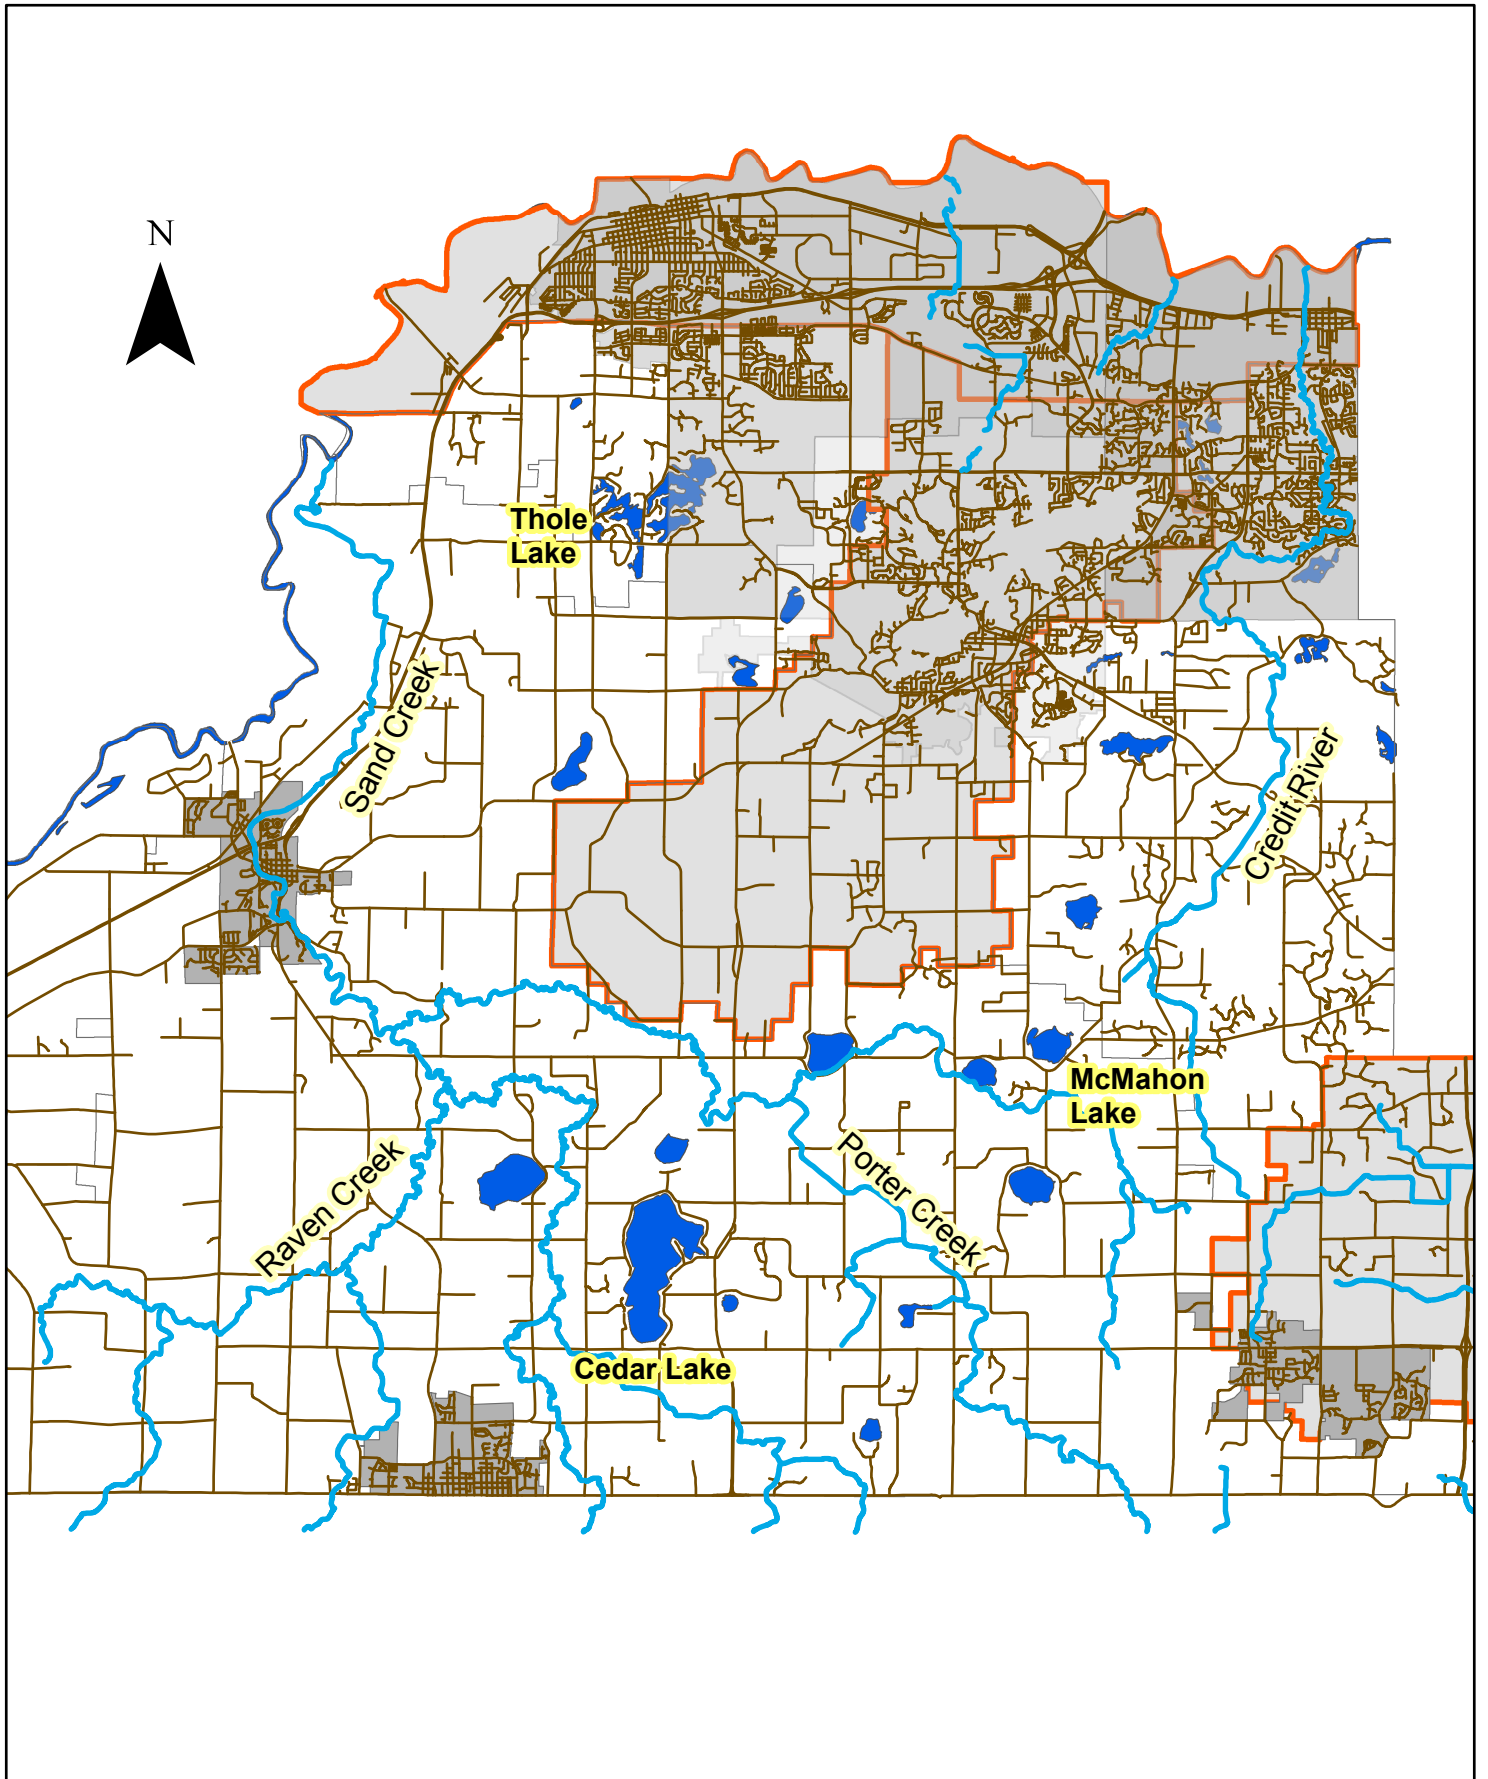 N
Thole
Lake
Sand Creek
Credit River
McMahon
Lake
Porter Creek
Raven Creek
Cedar Lake